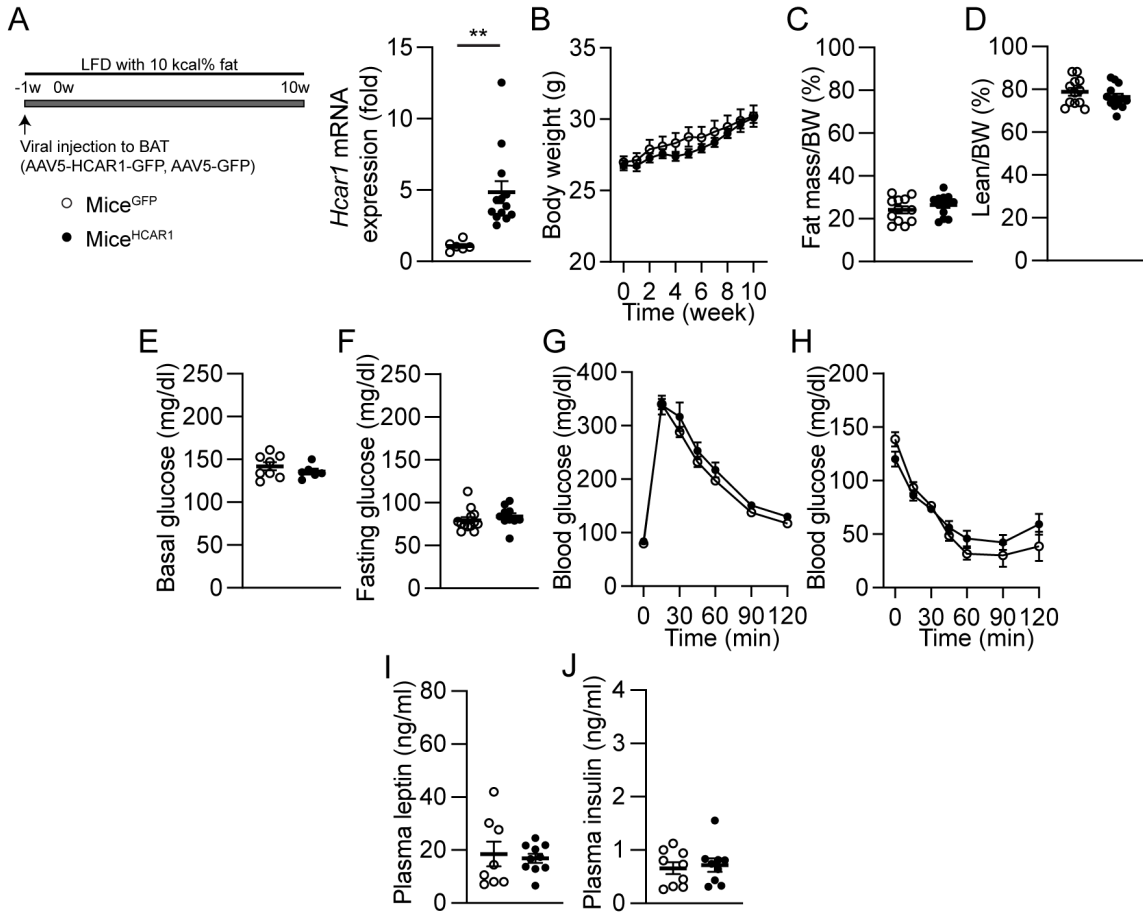 A
LFD with 10 kcal% fat
-1w 0w 10w
Viral injection to BAT
(AAV5-HCAR1-GFP, AAV5-GFP)
Mice^GFP
Mice^HCAR1
Hcar1 mRNA
expression (fold)
**
15
10
5
0
B
Body weight (g)
35
30
25
20
0 2 4 6 8 10
Time (week)
C
Fat mass/BW (%)
100
80
60
40
20
0
D
Lean/BW (%)
100
80
60
40
20
0
E
Basal glucose (mg/dl)
250
200
150
100
50
0
F
Fasting glucose (mg/dl)
250
200
150
100
50
0
G
Blood glucose (mg/dl)
400
300
200
100
0
0 30 60 90 120
Time (min)
H
Blood glucose (mg/dl)
200
150
100
50
0
0 30 60 90 120
Time (min)
I
Plasma leptin (ng/ml)
80
60
40
20
0
J
Plasma insulin (ng/ml)
4
3
2
1
0